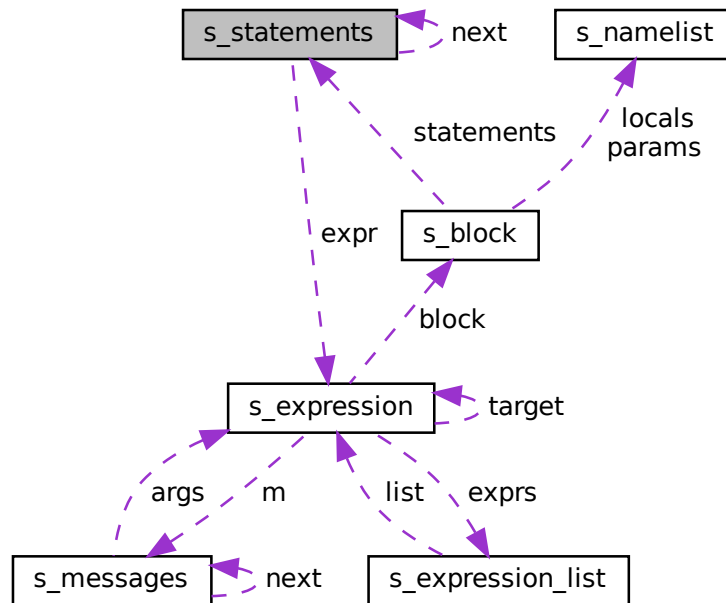 s_statements
next
s_namelist
locals
params
statements
s_block
expr
block
s_expression
target
args
m
list
exprs
s_messages
next
s_expression_list